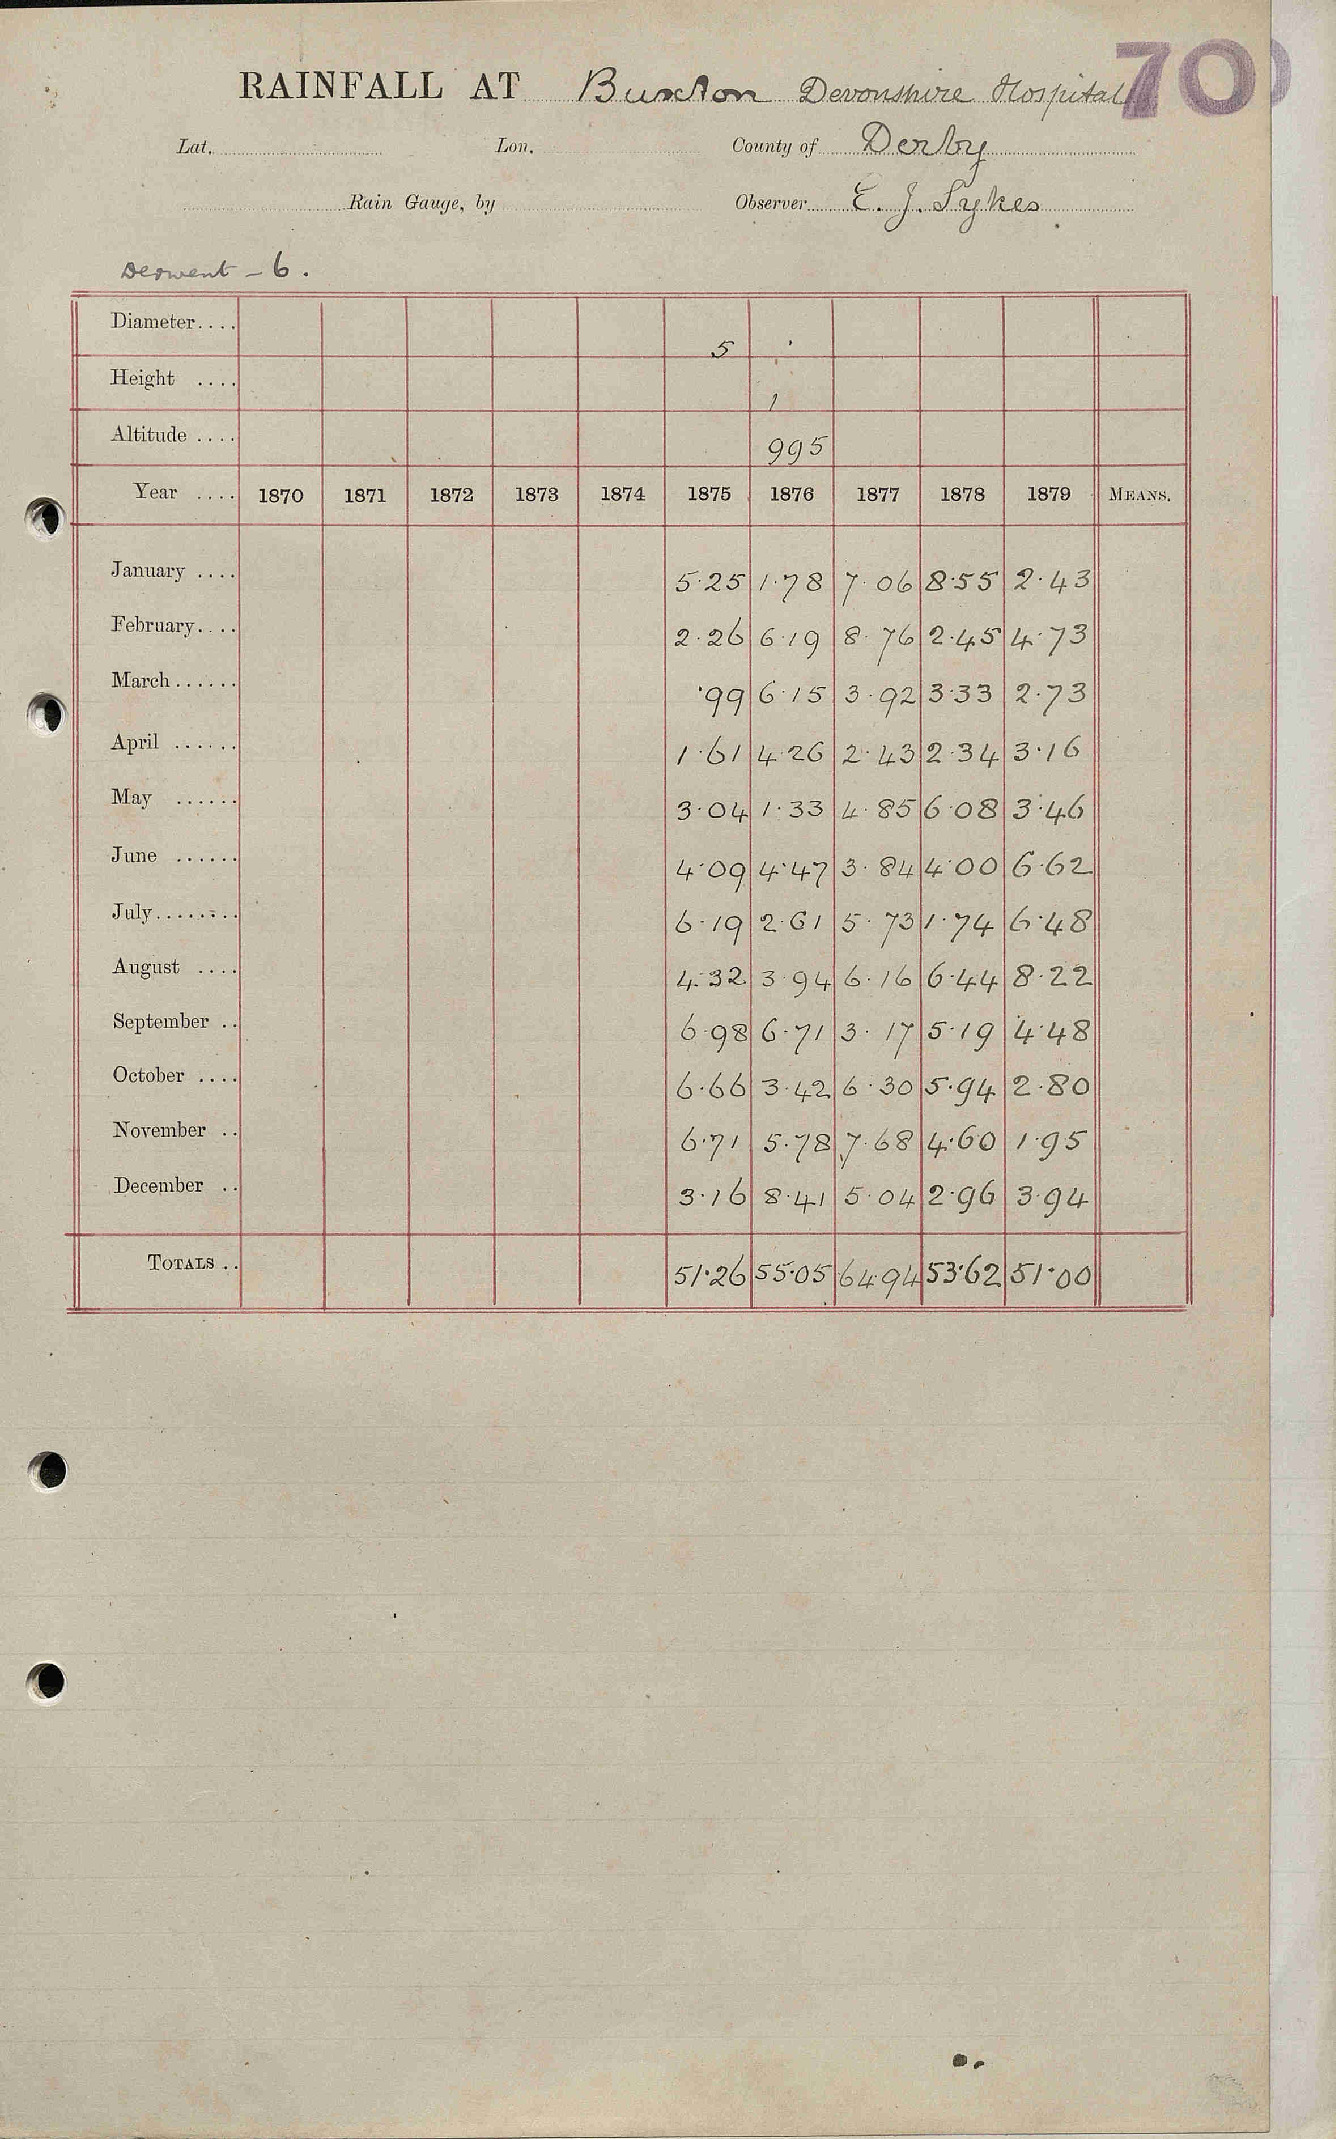 70
RAINFALL AT Buxton Devonshire Hospital
Lat. Lon. County of Derby
Rain Gauge, by Observer E. J. Sykes
Derwent - 6.
Diameter.... 5
Height .... 1
Altitude .... 995
Year .... 1870 1871 1872 1873 1874 1875 1876 1877 1878 1879 MEANS.
January .... 5.25 1.78 7.06 8.55 2.43
February.... 2.26 6.19 8.76 2.45 4.73
March...... .99 6.15 3.92 3.33 2.73
April ...... 1.61 4.26 2.43 2.34 3.16
May ...... 3.04 1.33 4.85 6.08 3.46
June ...... 4.09 4.47 3.84 4.00 6.62
July........ 6.19 2.61 5.73 1.74 6.48
August .... 4.32 3.94 6.16 6.44 8.22
September .. 6.98 6.71 3.17 5.19 4.48
October .... 6.66 3.42 6.30 5.94 2.80
November .. 6.71 5.78 7.68 4.60 1.95
December .. 3.16 8.41 5.04 2.96 3.94
TOTALS .. 51.26 55.05 64.94 53.62 51.00